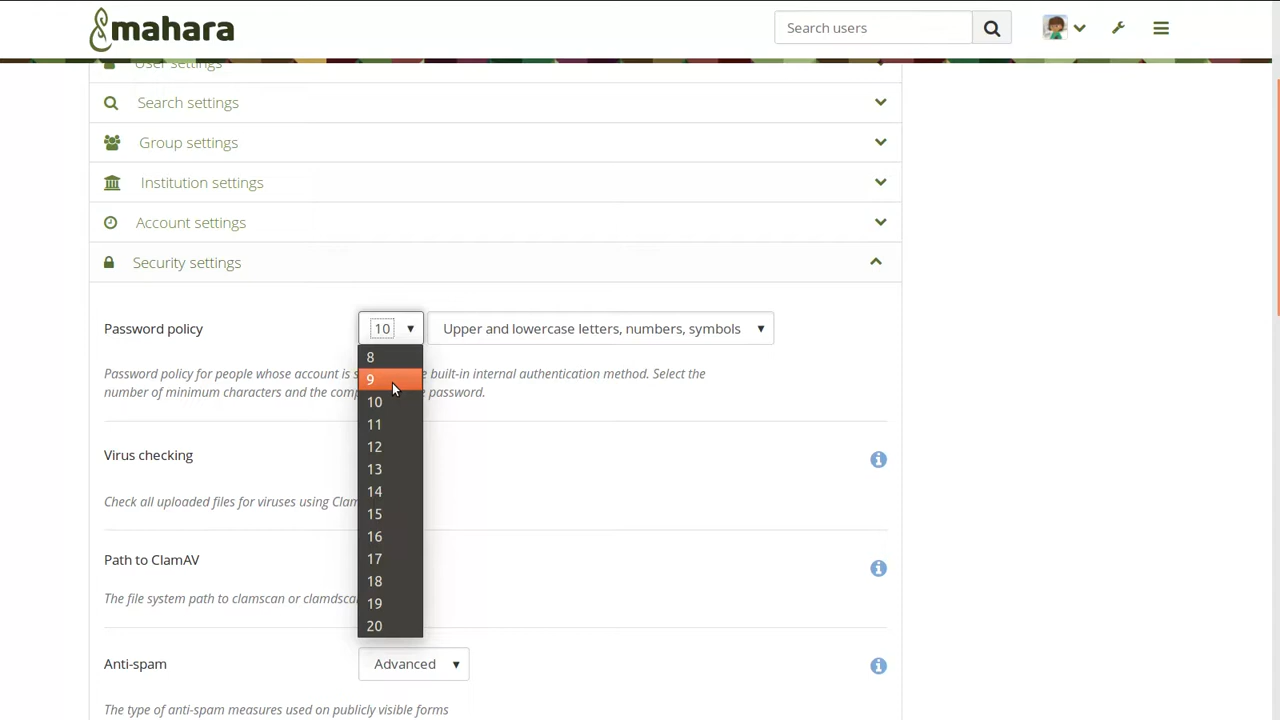 mahara
Search users
User settings
Search settings
Group settings
Institution settings
Account settings
Security settings
Password policy
10
Upper and lowercase letters, numbers, symbols
8
9
10
11
12
13
14
15
16
17
18
19
20
Password policy for people whose account is built-in internal authentication method. Select the
number of minimum characters and the password.
Virus checking
Check all uploaded files for viruses using
Path to ClamAV
The file system path to clamscan or
Anti-spam
Advanced
The type of anti-spam measures used on publicly visible forms